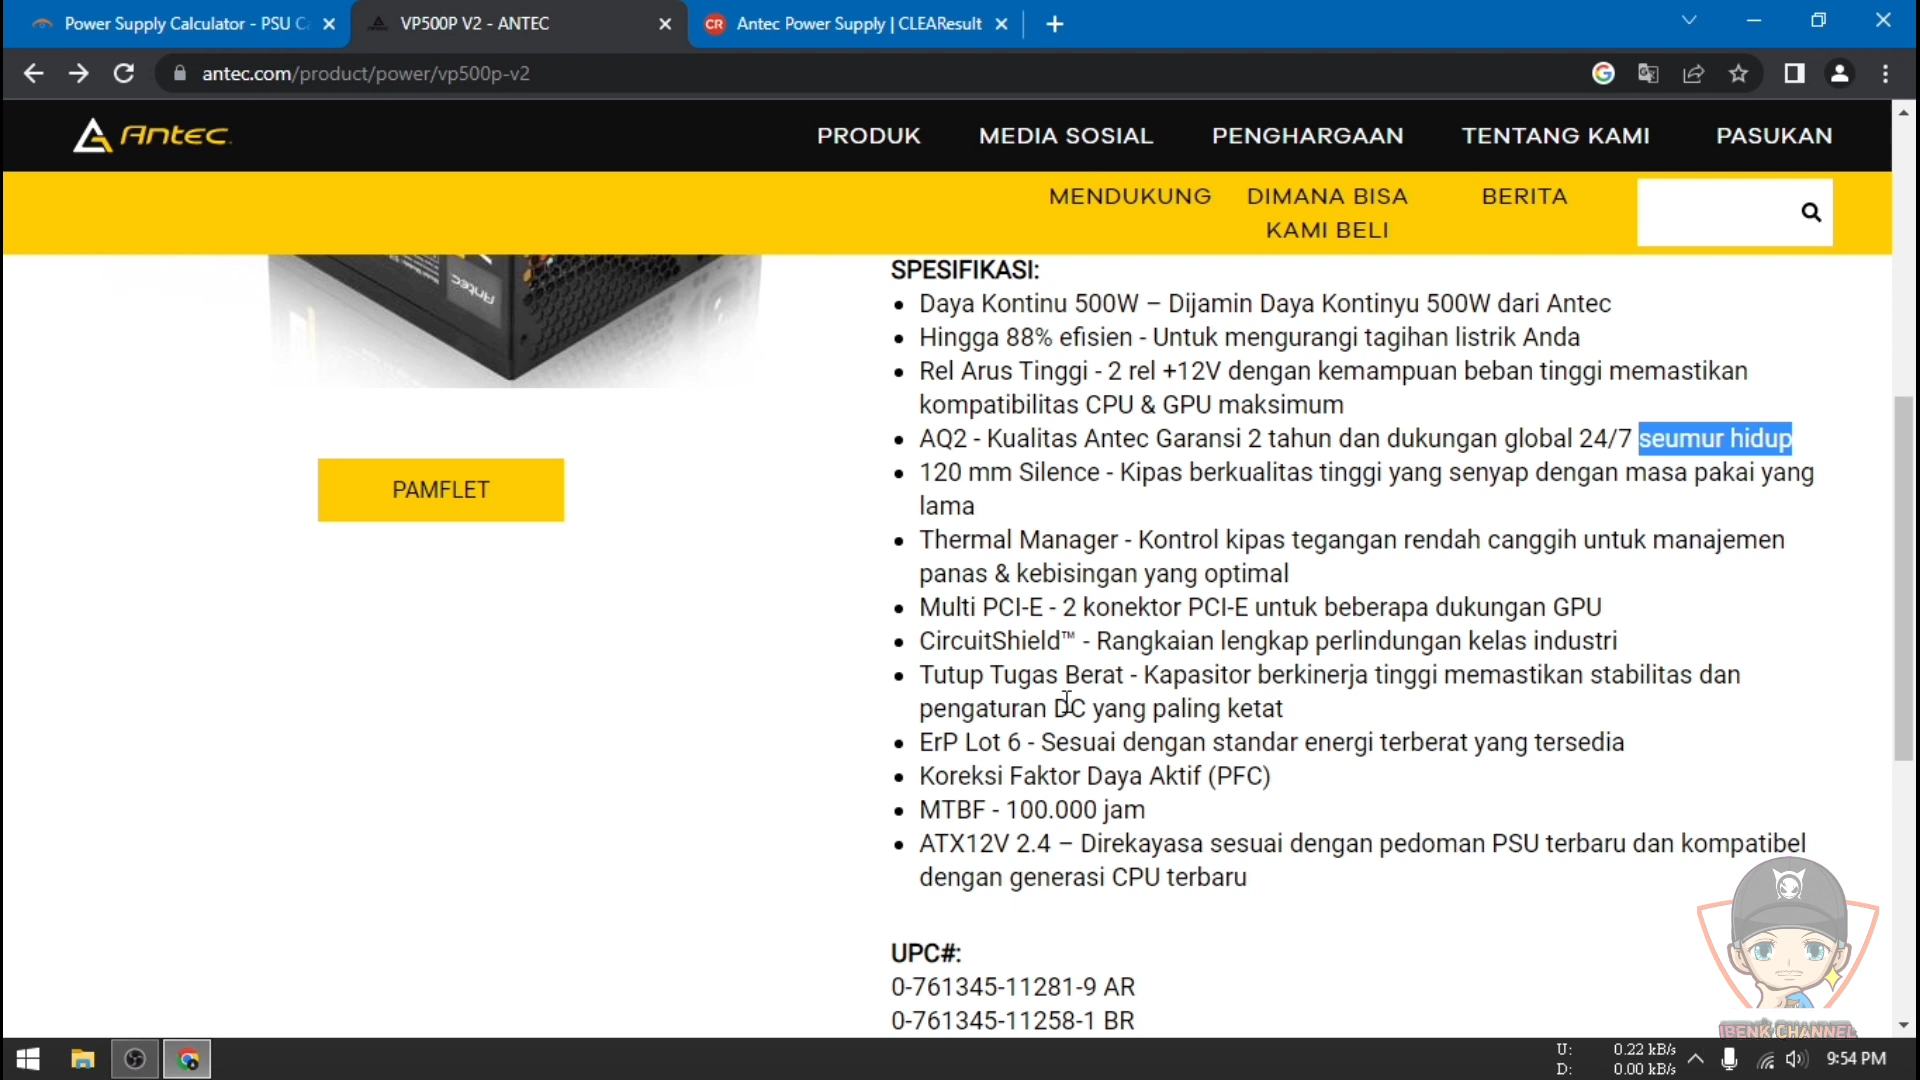 Power Supply Calculator - PSU Ca
VP500P V2 - ANTEC
CR Antec Power Supply | CLEAResult
antec.com/product/power/vp500p-v2
Antec
PRODUK MEDIA SOSIAL PENGHARGAAN TENTANG KAMI PASUKAN
MENDUKUNG DIMANA BISA BERITA
KAMI BELI
Antec
PAMFLET
SPESIFIKASI:
Daya Kontinu 500W – Dijamin Daya Kontinyu 500W dari Antec
Hingga 88% efisien - Untuk mengurangi tagihan listrik Anda
Rel Arus Tinggi - 2 rel +12V dengan kemampuan beban tinggi memastikan
kompatibilitas CPU & GPU maksimum
AQ2 - Kualitas Antec Garansi 2 tahun dan dukungan global 24/7 seumur hidup
120 mm Silence - Kipas berkualitas tinggi yang senyap dengan masa pakai yang
lama
Thermal Manager - Kontrol kipas tegangan rendah canggih untuk manajemen
panas & kebisingan yang optimal
Multi PCI-E - 2 konektor PCI-E untuk beberapa dukungan GPU
CircuitShield™ - Rangkaian lengkap perlindungan kelas industri
Tutup Tugas Berat - Kapasitor berkinerja tinggi memastikan stabilitas dan
pengaturan DC yang paling ketat
ErP Lot 6 - Sesuai dengan standar energi terberat yang tersedia
Koreksi Faktor Daya Aktif (PFC)
MTBF - 100.000 jam
ATX12V 2.4 – Direkayasa sesuai dengan pedoman PSU terbaru dan kompatibel
dengan generasi CPU terbaru
UPC#:
0-761345-11281-9 AR
0-761345-11258-1 BR
IBENK CHANNEL
U: 0.22 kB/s
D: 0.00 kB/s
9:54 PM